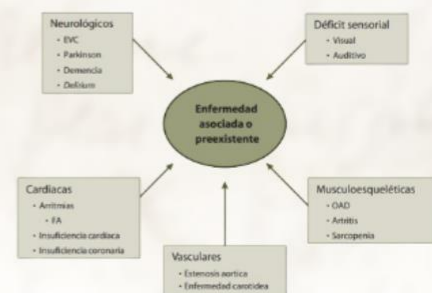 Neurológicos
• EVC
• Parkinson
• Demencia
• Delirium
Déficit sensorial
• Visual
• Auditivo
Enfermedad
asociada o
preexistente
Cardiacas
• Arritmias
• FA
• Insuficiencia cardiaca
• Insuficiencia coronaria
Vasculares
• Estenosis aortica
• Enfermedad carotidea
Musculoesqueléticas
• OAD
• Artritis
• Sarcopenia